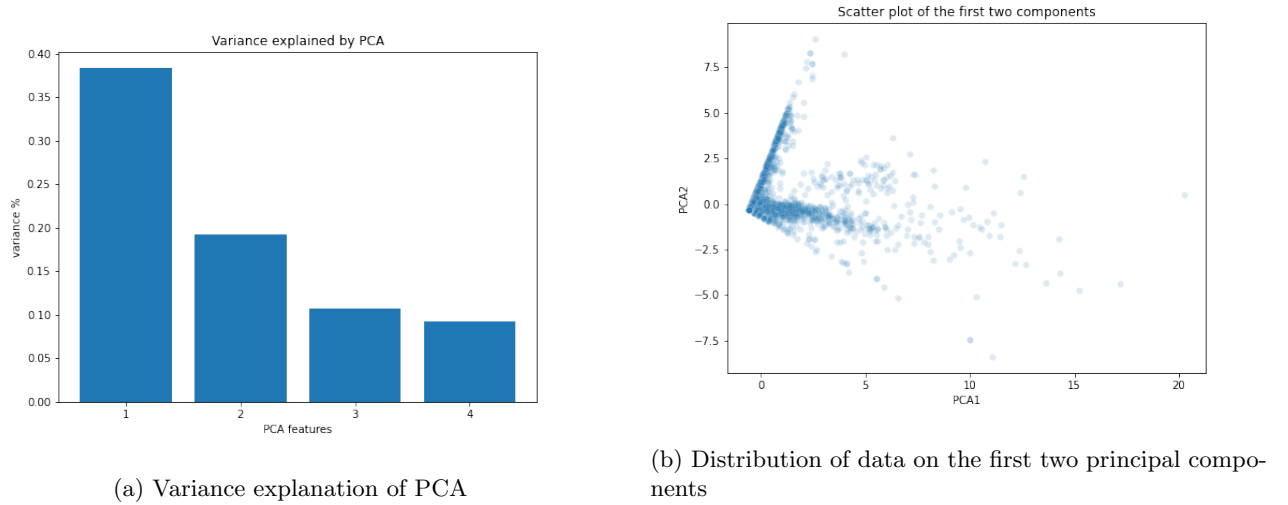 Variance explained by PCA
0.40
0.35
0.30
0.25
0.20
0.15
0.10
0.05
0.00
variance %
1 2 3 4
PCA features
(a) Variance explanation of PCA
Scatter plot of the first two components
7.5
5.0
2.5
0.0
−2.5
−5.0
−7.5
PCA2
0 5 10 15 20
PCA1
(b) Distribution of data on the first two principal compo-
nents